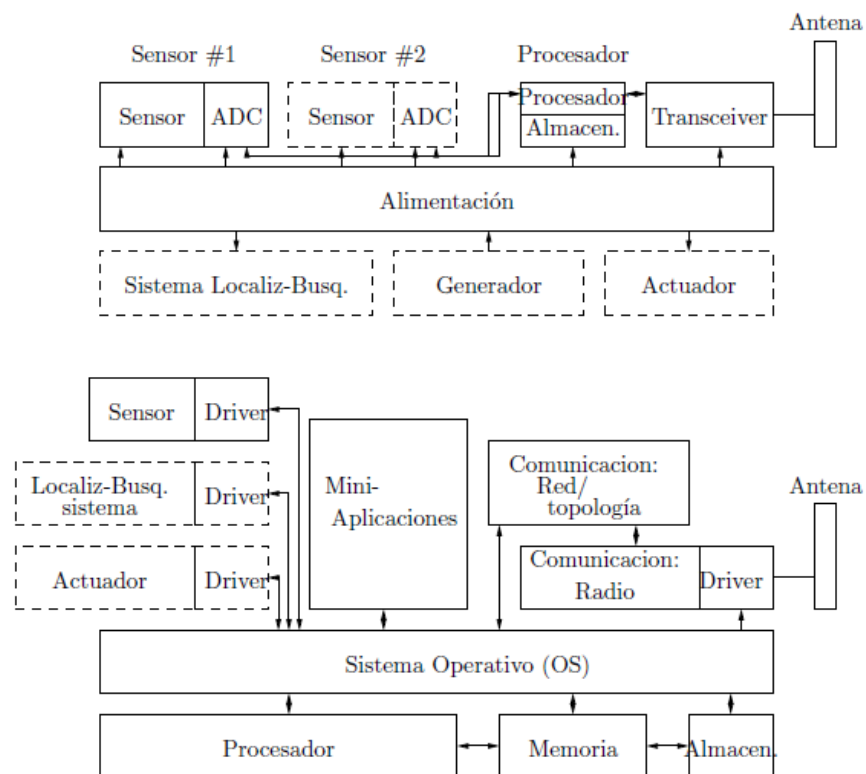 Antena
Sensor #1
Sensor #2
Procesador
Sensor
ADC
Sensor
ADC
Procesador
Almacen.
Transceiver
Alimentación
Sistema Localiz-Busq.
Generador
Actuador
Sensor
Driver
Mini-
Aplicaciones
Comunicacion:
Red/
topología
Antena
Localiz-Busq.
sistema
Driver
Actuador
Driver
Comunicacion:
Radio
Driver
Sistema Operativo (OS)
Procesador
Memoria
Almacen.